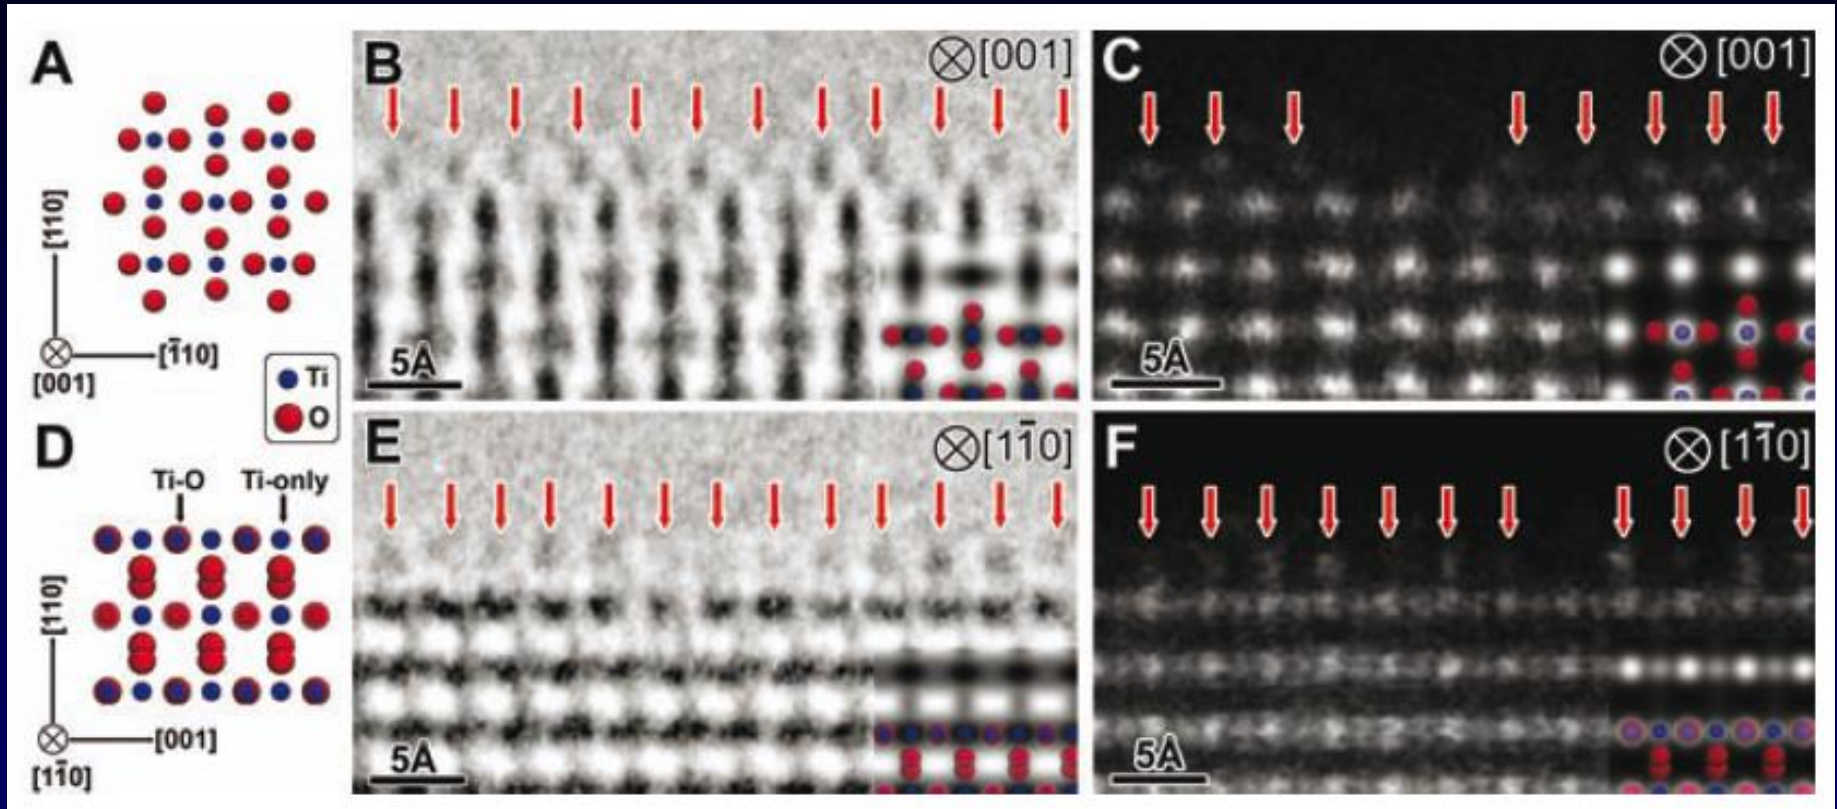 A
[110]
[001]
[1̄10]
Ti
O
B
⊗[001]
5Å
C
⊗ [001]
5Å
D
Ti-O
Ti-only
[110]
[001]
[11̄0]
E
⊗[11̄0]
5Å
F
⊗ [11̄0]
5Å